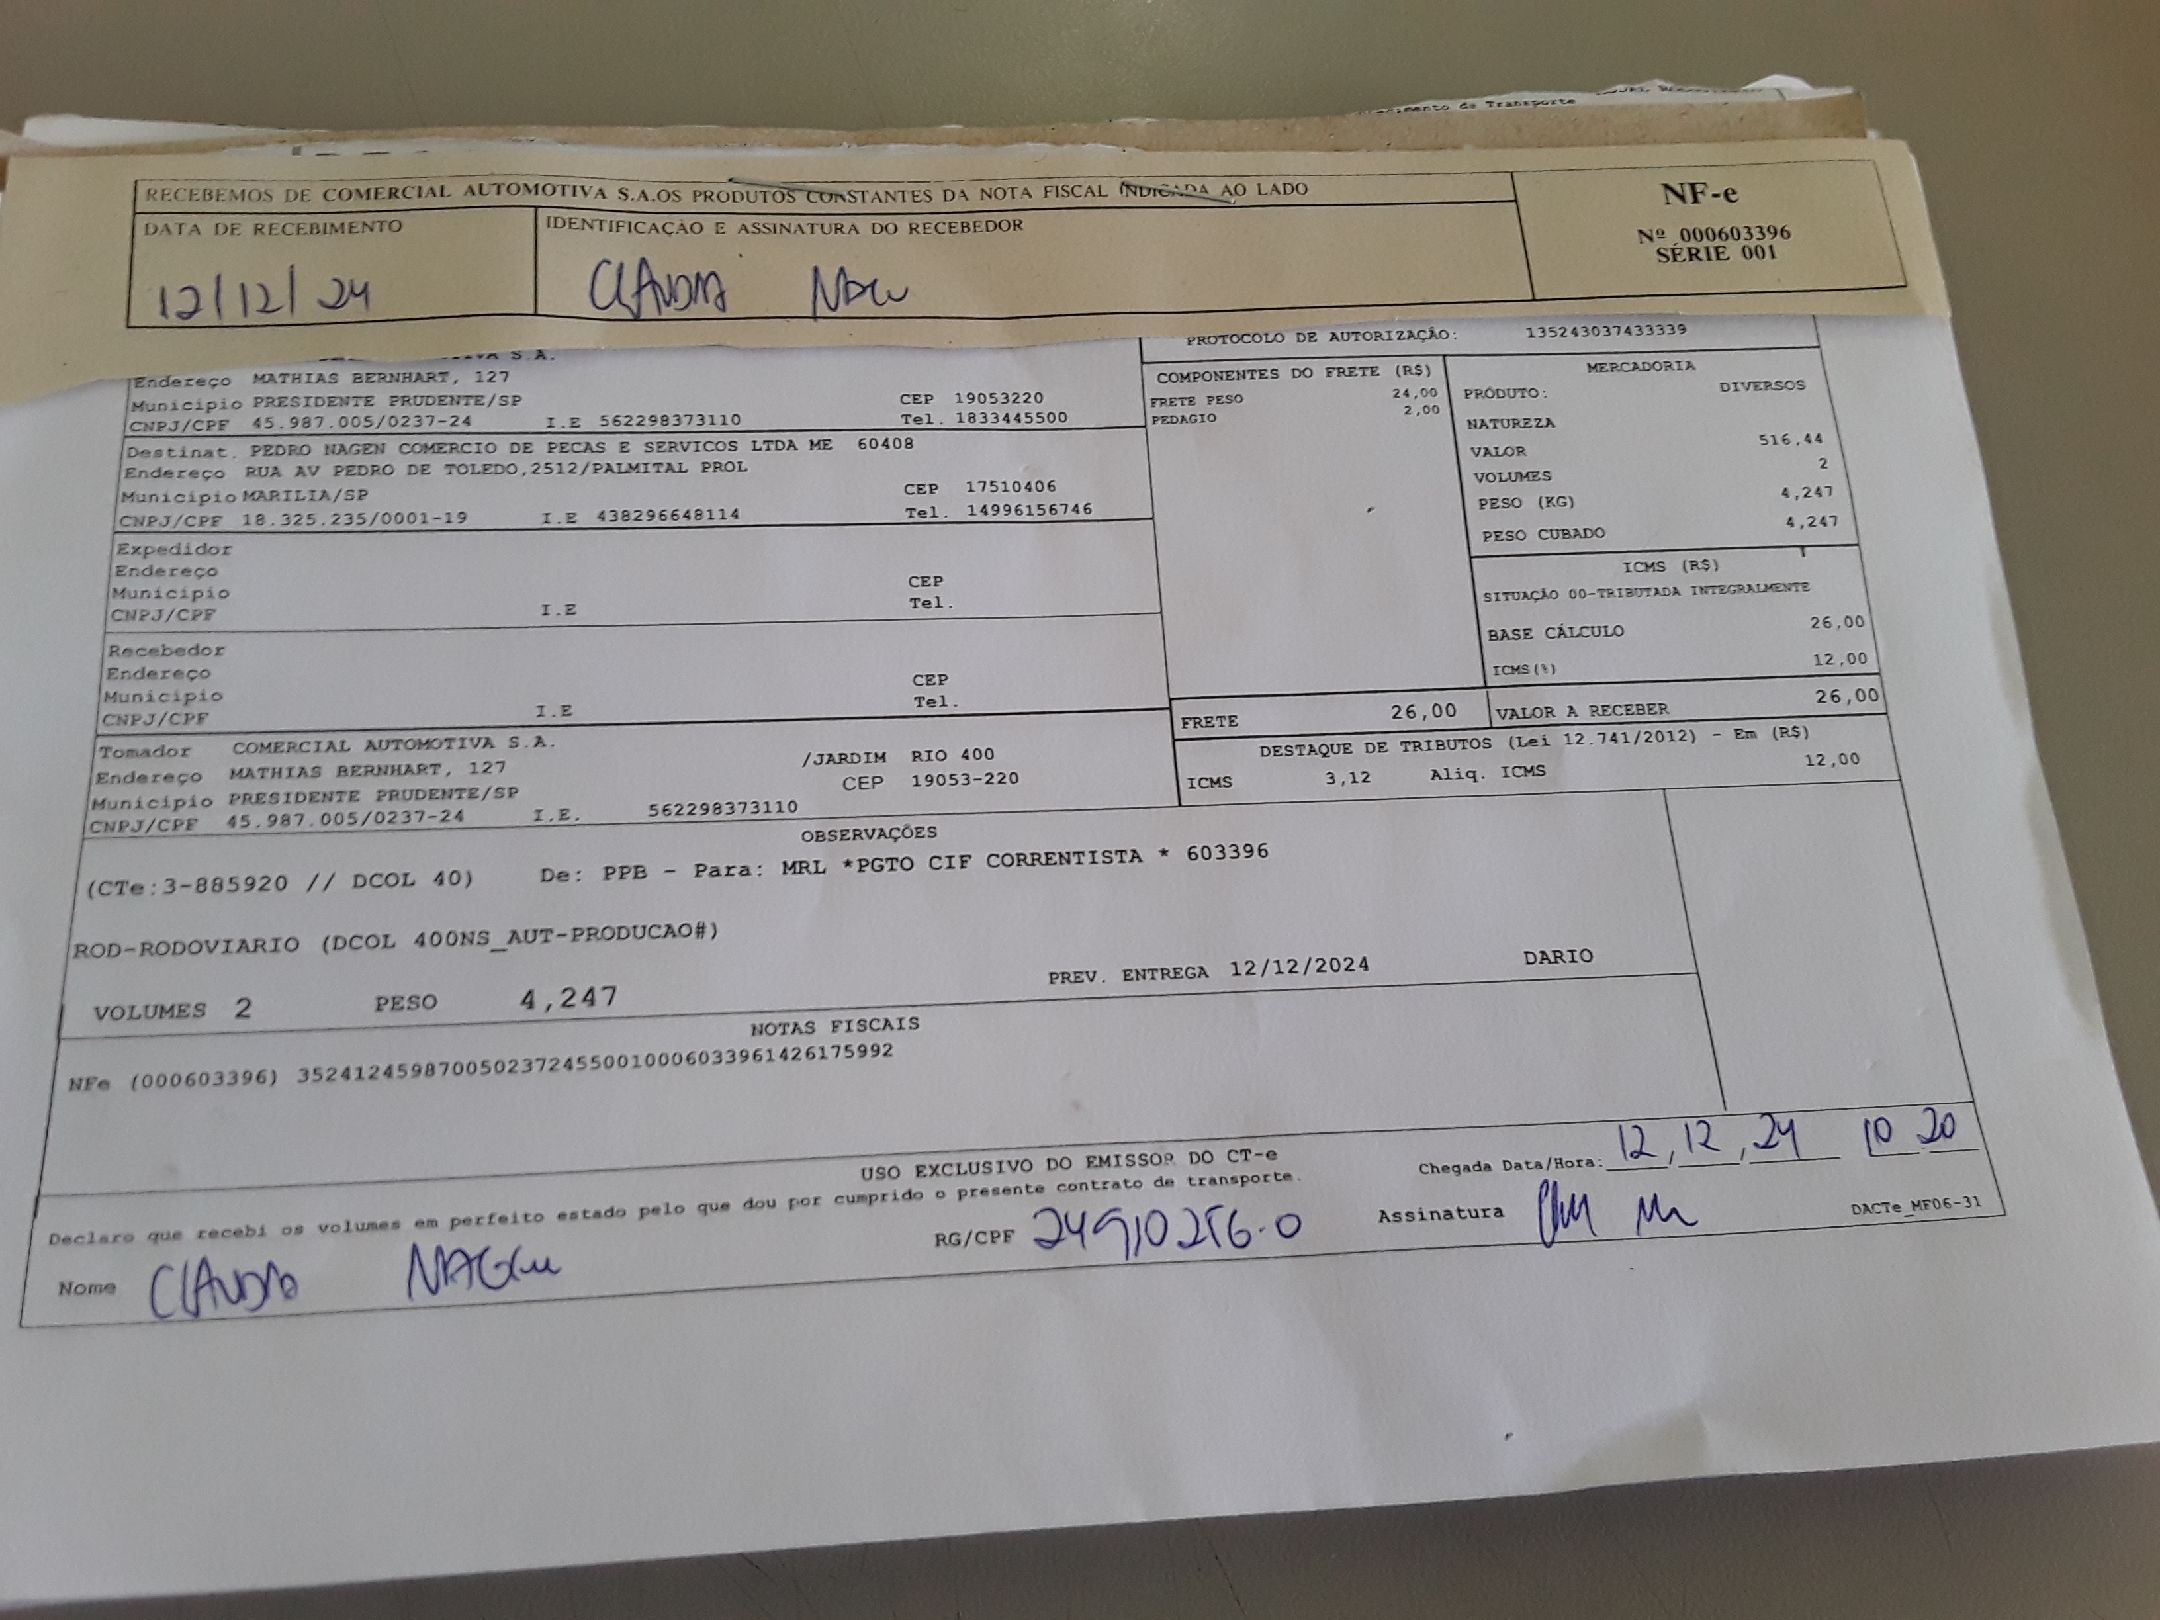 imento de Transporte
RECEBEMOS DE COMERCIAL AUTOMOTIVA S.A.OS PRODUTOS CONSTANTES DA NOTA FISCAL INDICADA AO LADO
NF-e
Nº 000603396
SÉRIE 001
DATA DE RECEBIMENTO
IDENTIFICAÇÃO E ASSINATURA DO RECEBEDOR
12/12/24
CLAUDIA
S.A.
PROTOCOLO DE AUTORIZAÇÃO: 135243037433339
Endereço MATHIAS BERNHART, 127
Municipio PRESIDENTE PRUDENTE/SP CEP 19053220
CNPJ/CPF 45.987.005/0237-24 I.E 562298373110 Tel. 1833445500
Destinat. PEDRO NAGEN COMERCIO DE PECAS E SERVICOS LTDA ME 60408
Endereço RUA AV PEDRO DE TOLEDO,2512/PALMITAL PROL
Municipio MARILIA/SP CEP 17510406
CNPJ/CPF 18.325.235/0001-19 I.E 438296648114 Tel. 14996156746
Expedidor
Endereço
Municipio CEP
CNPJ/CPF I.E Tel.
Recebedor
Endereço
Municipio CEP
CNPJ/CPF I.E Tel.
Tomador COMERCIAL AUTOMOTIVA S.A.
Endereço MATHIAS BERNHART, 127 /JARDIM RIO 400
Municipio PRESIDENTE PRUDENTE/SP CEP 19053-220
CNPJ/CPF 45.987.005/0237-24 I.E. 562298373110
COMPONENTES DO FRETE (R$)
FRETE PESO 24,00
PEDAGIO 2,00
MERCADORIA
PRODUTO: DIVERSOS
NATUREZA
VALOR 516,44
VOLUMES 2
PESO (KG) 4,247
PESO CUBADO 4,247
ICMS (R$)
SITUAÇÃO 00-TRIBUTADA INTEGRALMENTE
BASE CÁLCULO 26,00
ICMS(%) 12,00
FRETE 26,00 VALOR A RECEBER 26,00
DESTAQUE DE TRIBUTOS (Lei 12.741/2012) - Em (R$)
ICMS 3,12 Aliq. ICMS 12,00
OBSERVAÇÕES
(CTe:3-885920 // DCOL 40) De: PPB - Para: MRL *PGTO CIF CORRENTISTA * 603396
ROD-RODOVIARIO (DCOL 400NS_AUT-PRODUCAO#)
VOLUMES 2 PESO 4,247 PREV. ENTREGA 12/12/2024 DARIO
NOTAS FISCAIS
NFe (000603396) 35241245987005023724550010006033961426175992
USO EXCLUSIVO DO EMISSOR DO CT-e
Declaro que recebi os volumes em perfeito estado pelo que dou por cumprido o presente contrato de transporte.
Chegada Data/Hora: 12,12,24 10 20
Nome CLAUDIA RG/CPF 24910256-0 Assinatura
DACTe_MF06-31